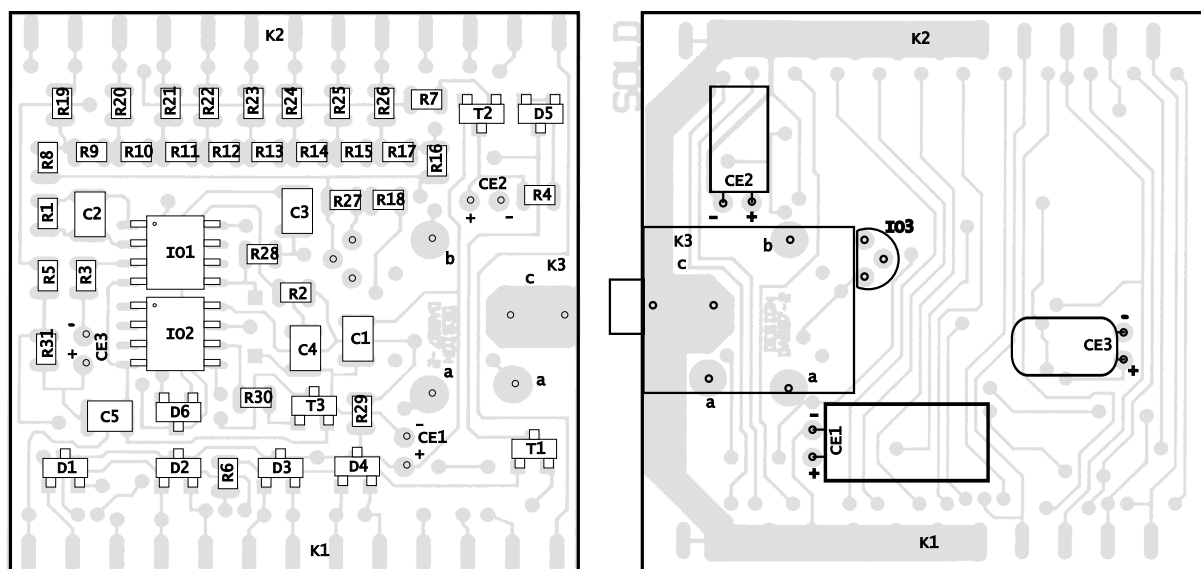 K2
R19 R20 R21 R22 R23 R24 R25 R26 R7 T2 D5
R8 R9 R10 R11 R12 R13 R14 R15 R17 R16
R1 C2 C3 R27 R18 CE2 R4
+ -
IO1 R28 b K3
R5 R3 R2 c
- IO2
R31 + CE3 C4 C1
a a
C5 D6 R30 T3 R29 -
CE1
+
D1 D2 R6 D3 D4 T1
K1
SOLD
K2
CE2
- +
K3 b IO3
c
- CE3 +
a a
- CE1 +
K1